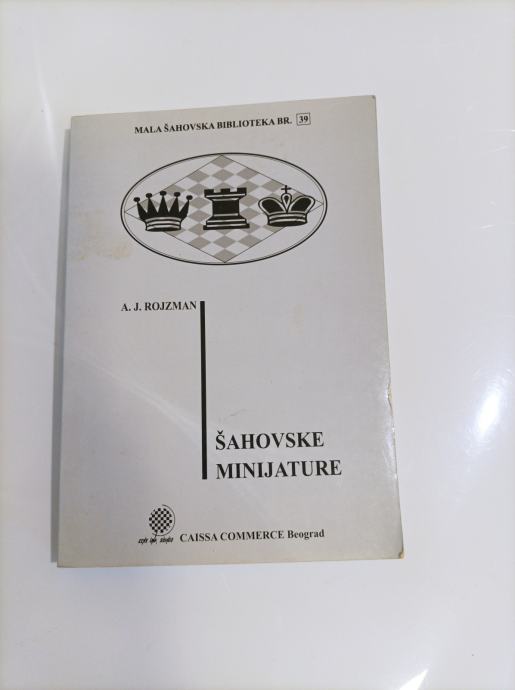 MALA ŠAHOVSKA BIBLIOTEKA BR. 39
A. J. ROJZMAN
ŠAHOVSKE
MINIJATURE
CAISSA COMMERCE Beograd